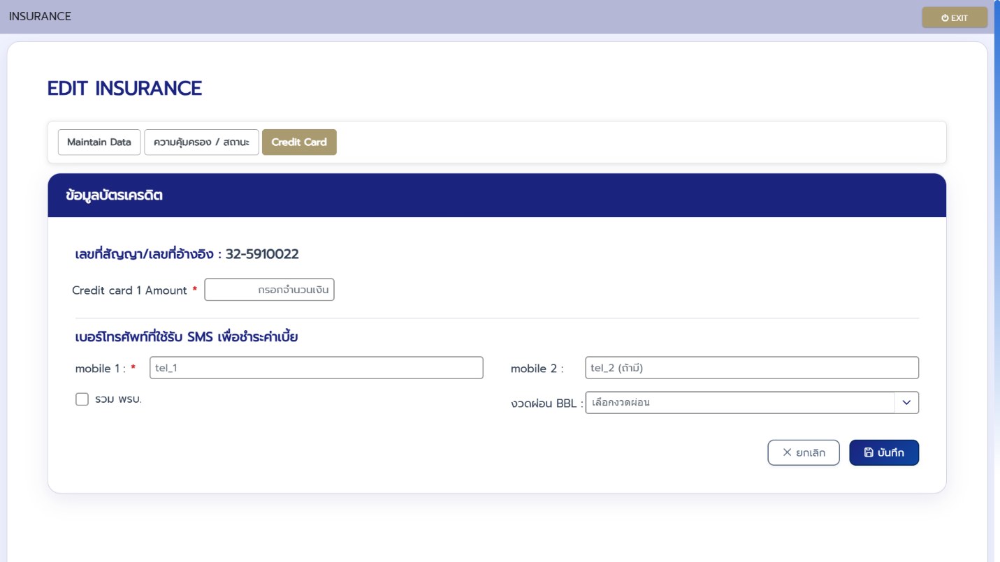 INSURANCE
EXIT
EDIT INSURANCE
Maintain Data ความคุ้มครอง / สถานะ Credit Card
ข้อมูลบัตรเครดิต
เลขที่สัญญา/เลขที่อ้างอิง : 32-5910022
Credit card 1 Amount * กรอกจำนวนเงิน
เบอร์โทรศัพท์ที่ใช้รับ SMS เพื่อชำระค่าเบี้ย
mobile 1 : * tel_1 mobile 2 : tel_2 (ถ้ามี)
รวม พรบ. งวดผ่อน BBL : เลือกงวดผ่อน
ยกเลิก บันทึก